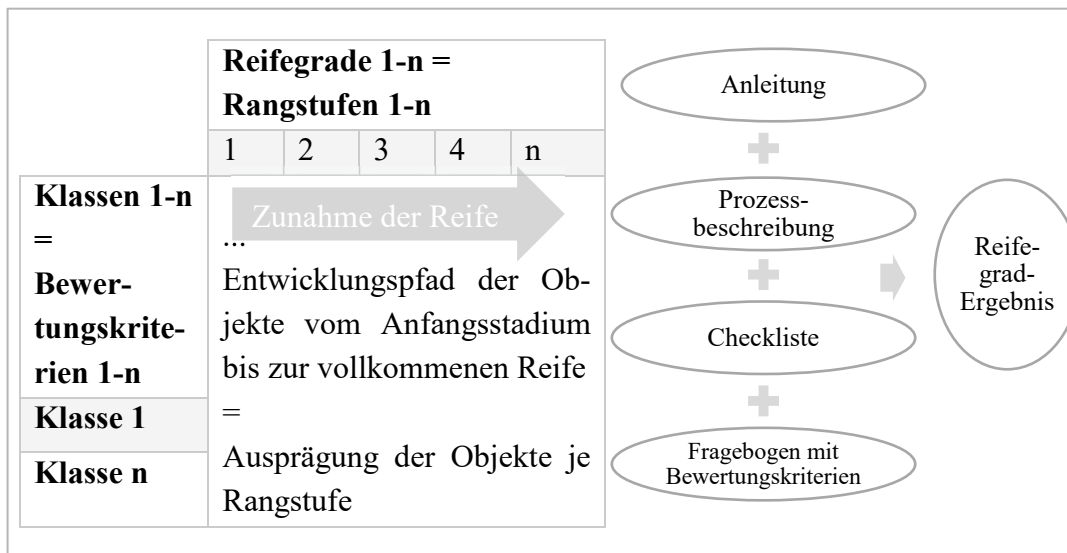 Reifegrade 1-n =
Rangstufen 1-n
1 2 3 4 n
Klassen 1-n
=
Bewer-
tungskrite-
rien 1-n
Klasse 1
Klasse n
Zunahme der Reife
...
Entwicklungspfad der Ob-
jekte vom Anfangsstadium
bis zur vollkommenen Reife
=
Ausprägung der Objekte je
Rangstufe
Anleitung
Prozess-
beschreibung
Checkliste
Fragebogen mit
Bewertungskriterien
Reife-
grad-
Ergebnis